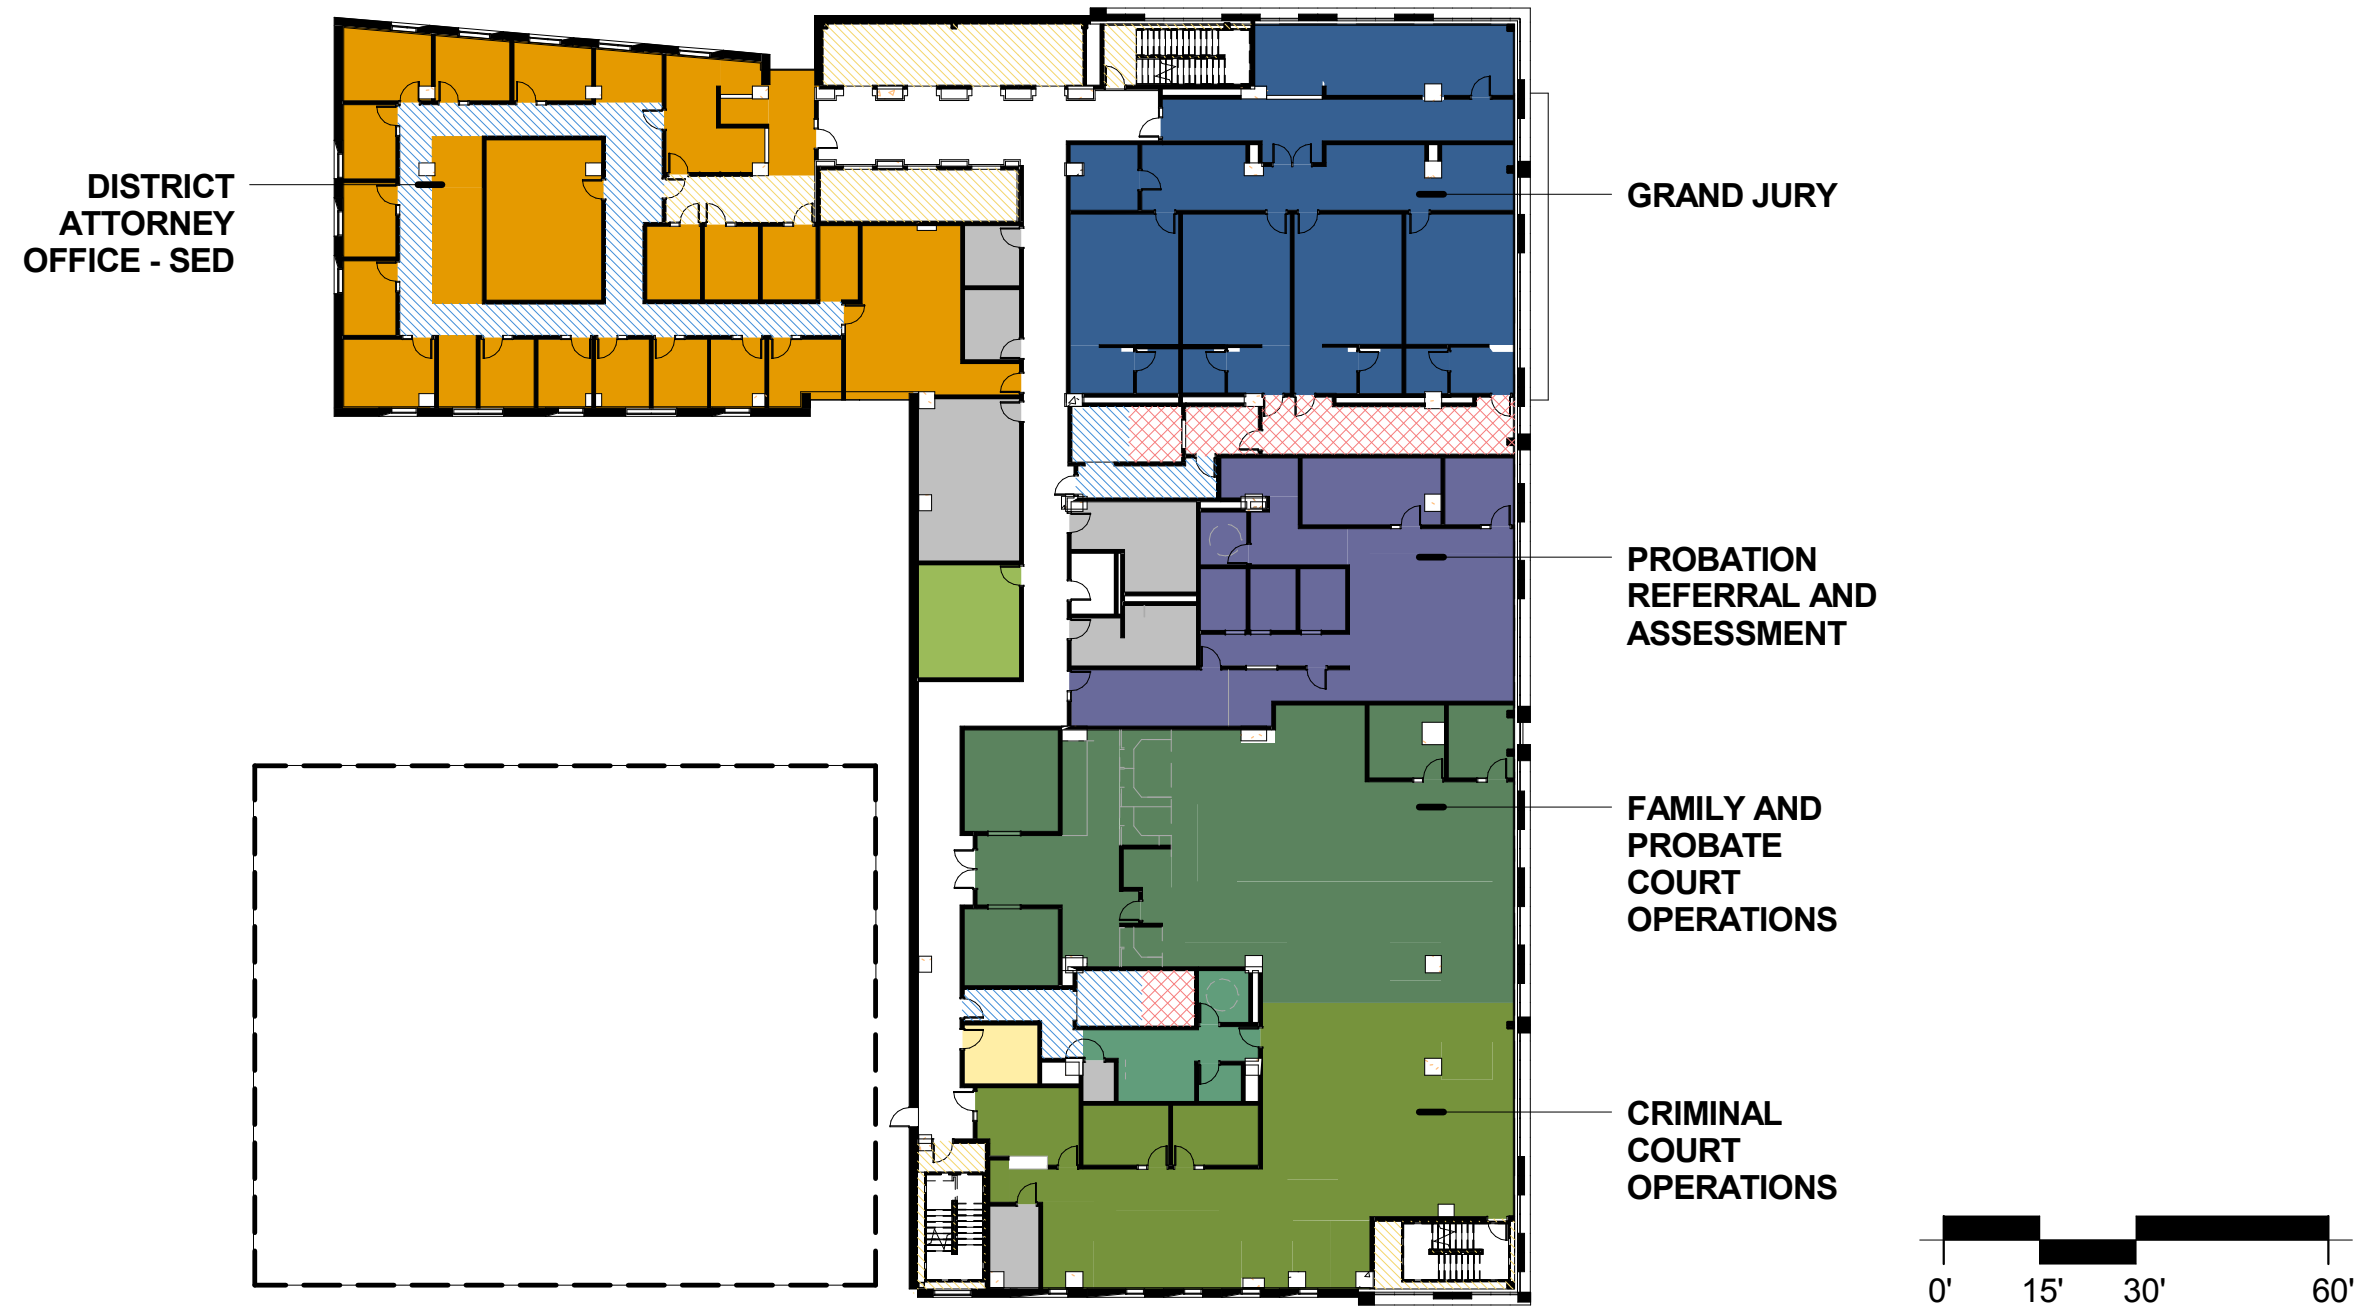 DISTRICT
ATTORNEY
OFFICE - SED
GRAND JURY
PROBATION
REFERRAL AND
ASSESSMENT
FAMILY AND
PROBATE
COURT
OPERATIONS
CRIMINAL
COURT
OPERATIONS
0' 15' 30' 60'